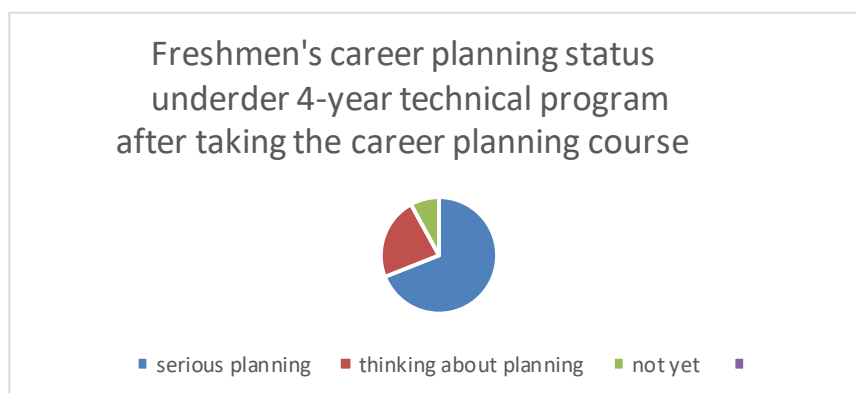 Freshmen's career planning status
underder 4-year technical program
after taking the career planning course
serious planning thinking about planning not yet